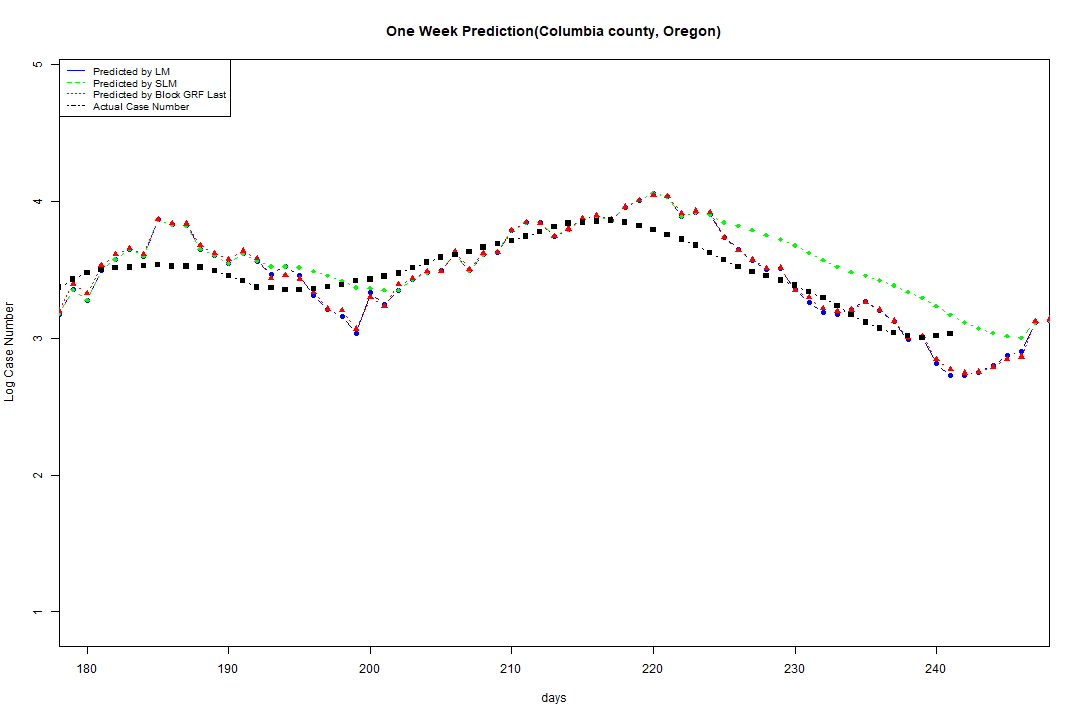 One Week Prediction(Columbia county, Oregon)
Predicted by LM
Predicted by SLM
Predicted by Block GRF Last
Actual Case Number
5
4
3
2
1
Log Case Number
180 190 200 210 220 230 240
days